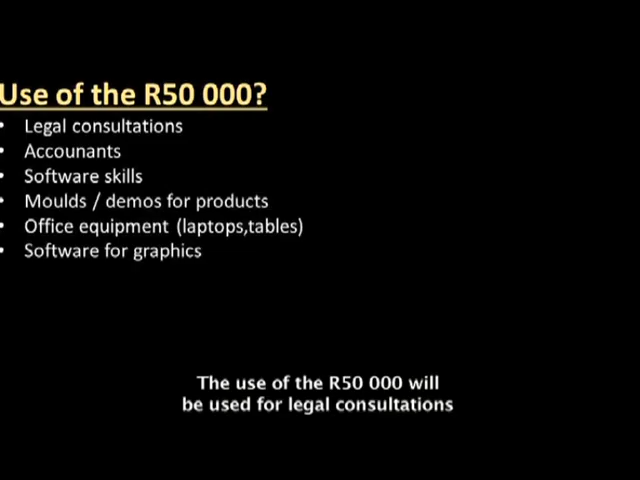 Use of the R50 000?
• Legal consultations
• Accounants
• Software skills
• Moulds / demos for products
• Office equipment (laptops,tables)
• Software for graphics
The use of the R50 000 will
be used for legal consultations